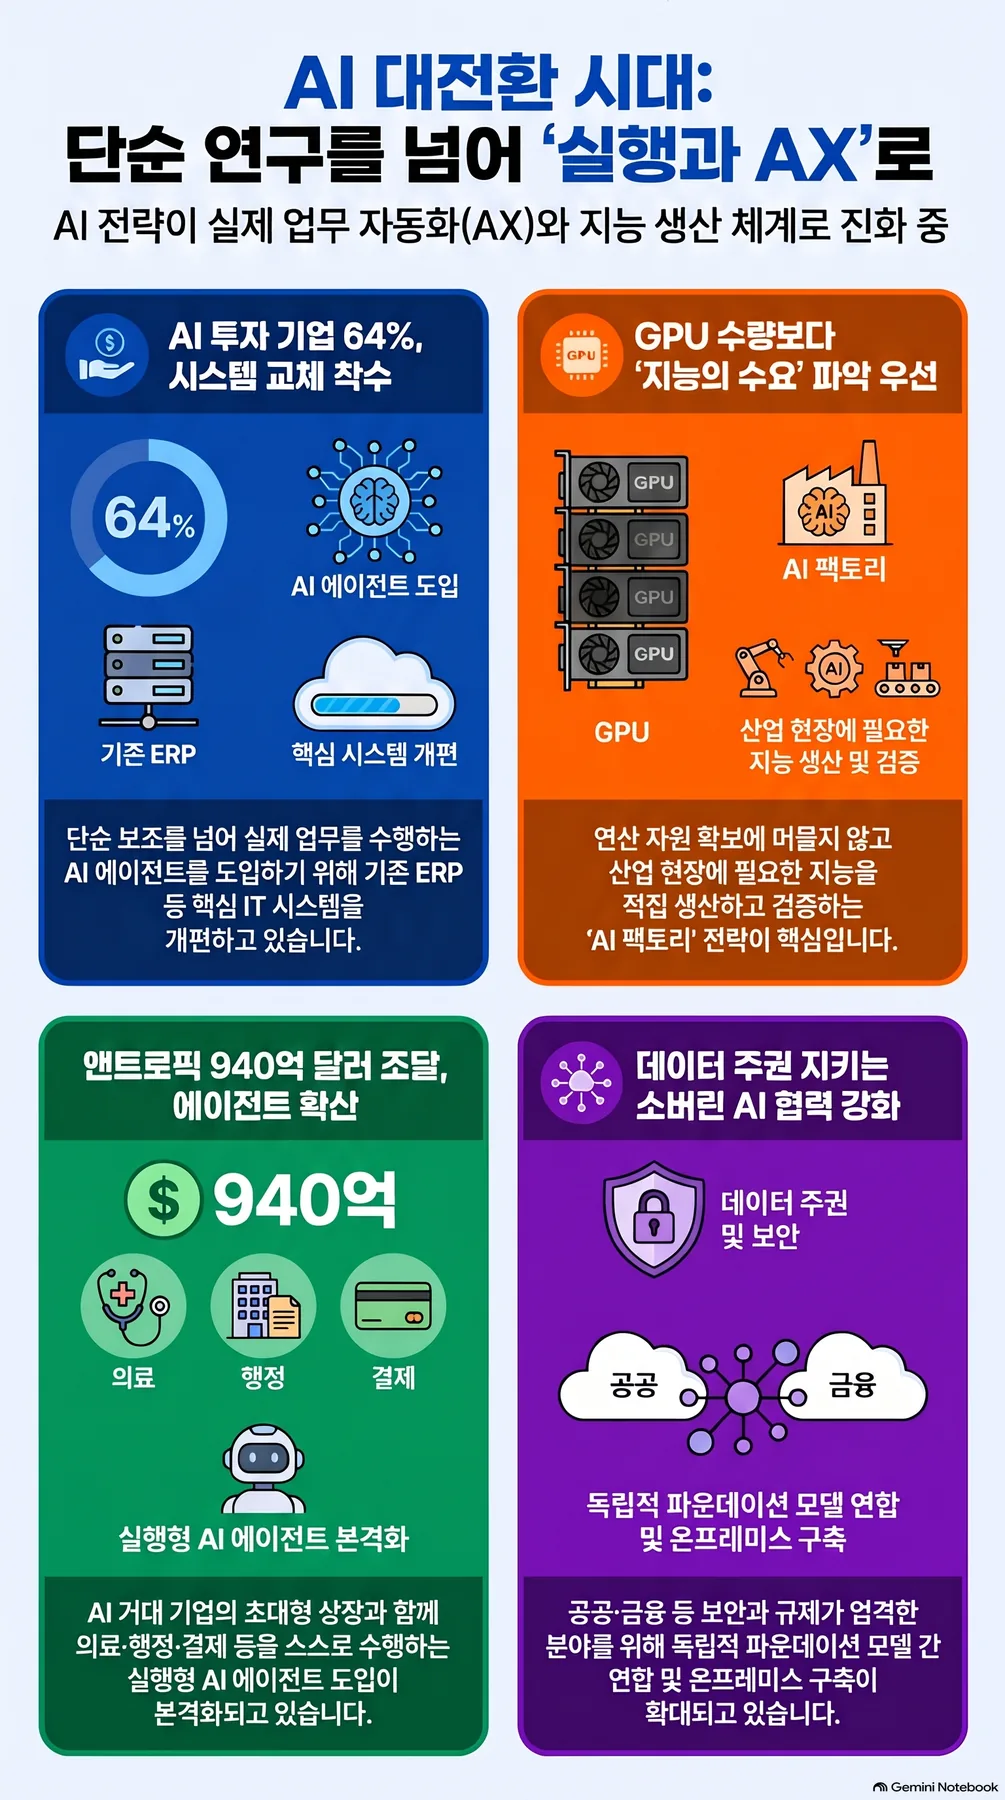 AI 대전환 시대:
단순 연구를 넘어 ‘실행과 AX’로
AI 전략이 실제 업무 자동화(AX)와 지능 생산 체계로 진화 중
AI 투자 기업 64%,
시스템 교체 착수
64%
AI 에이전트 도입
기존 ERP
핵심 시스템 개편
단순 보조를 넘어 실제 업무를 수행하는
AI 에이전트를 도입하기 위해 기존 ERP
등 핵심 IT 시스템을
개편하고 있습니다.
GPU
GPU 수량보다
‘지능의 수요’ 파악 우선
GPU
GPU
GPU
GPU
GPU
AI
AI 팩토리
AI
산업 현장에 필요한
지능 생산 및 검증
연산 자원 확보에 머믈지 않고
산업 현장에 필요한 지능을
적집 생산하고 검증하는
‘AI 팩토리’ 전락이 핵심입니다.
앤트로픽 940억 달러 조달,
에이전트 확산
$ 940억
의료
행정
결제
실행형 AI 에이전트 본격화
AI 거대 기업의 초대형 상장과 함께
의료·행정·결제 등을 스스로 수행하는
실행형 AI 에이전트 도입이
본격화되고 있습니다.
데이터 주권 지키는
소버린 AI 협력 강화
데이터 주권
및 보안
공공
금융
독립적 파운데이션 모댈 연합
및 온프레미스 구축
공공·금융 등 보안과 규제가 엄격한
분야를 위해 독립적 파운데이션 모델 간
연합 및 온프레미스 구축이
확대되고 있습니다.
Gemini Notebook